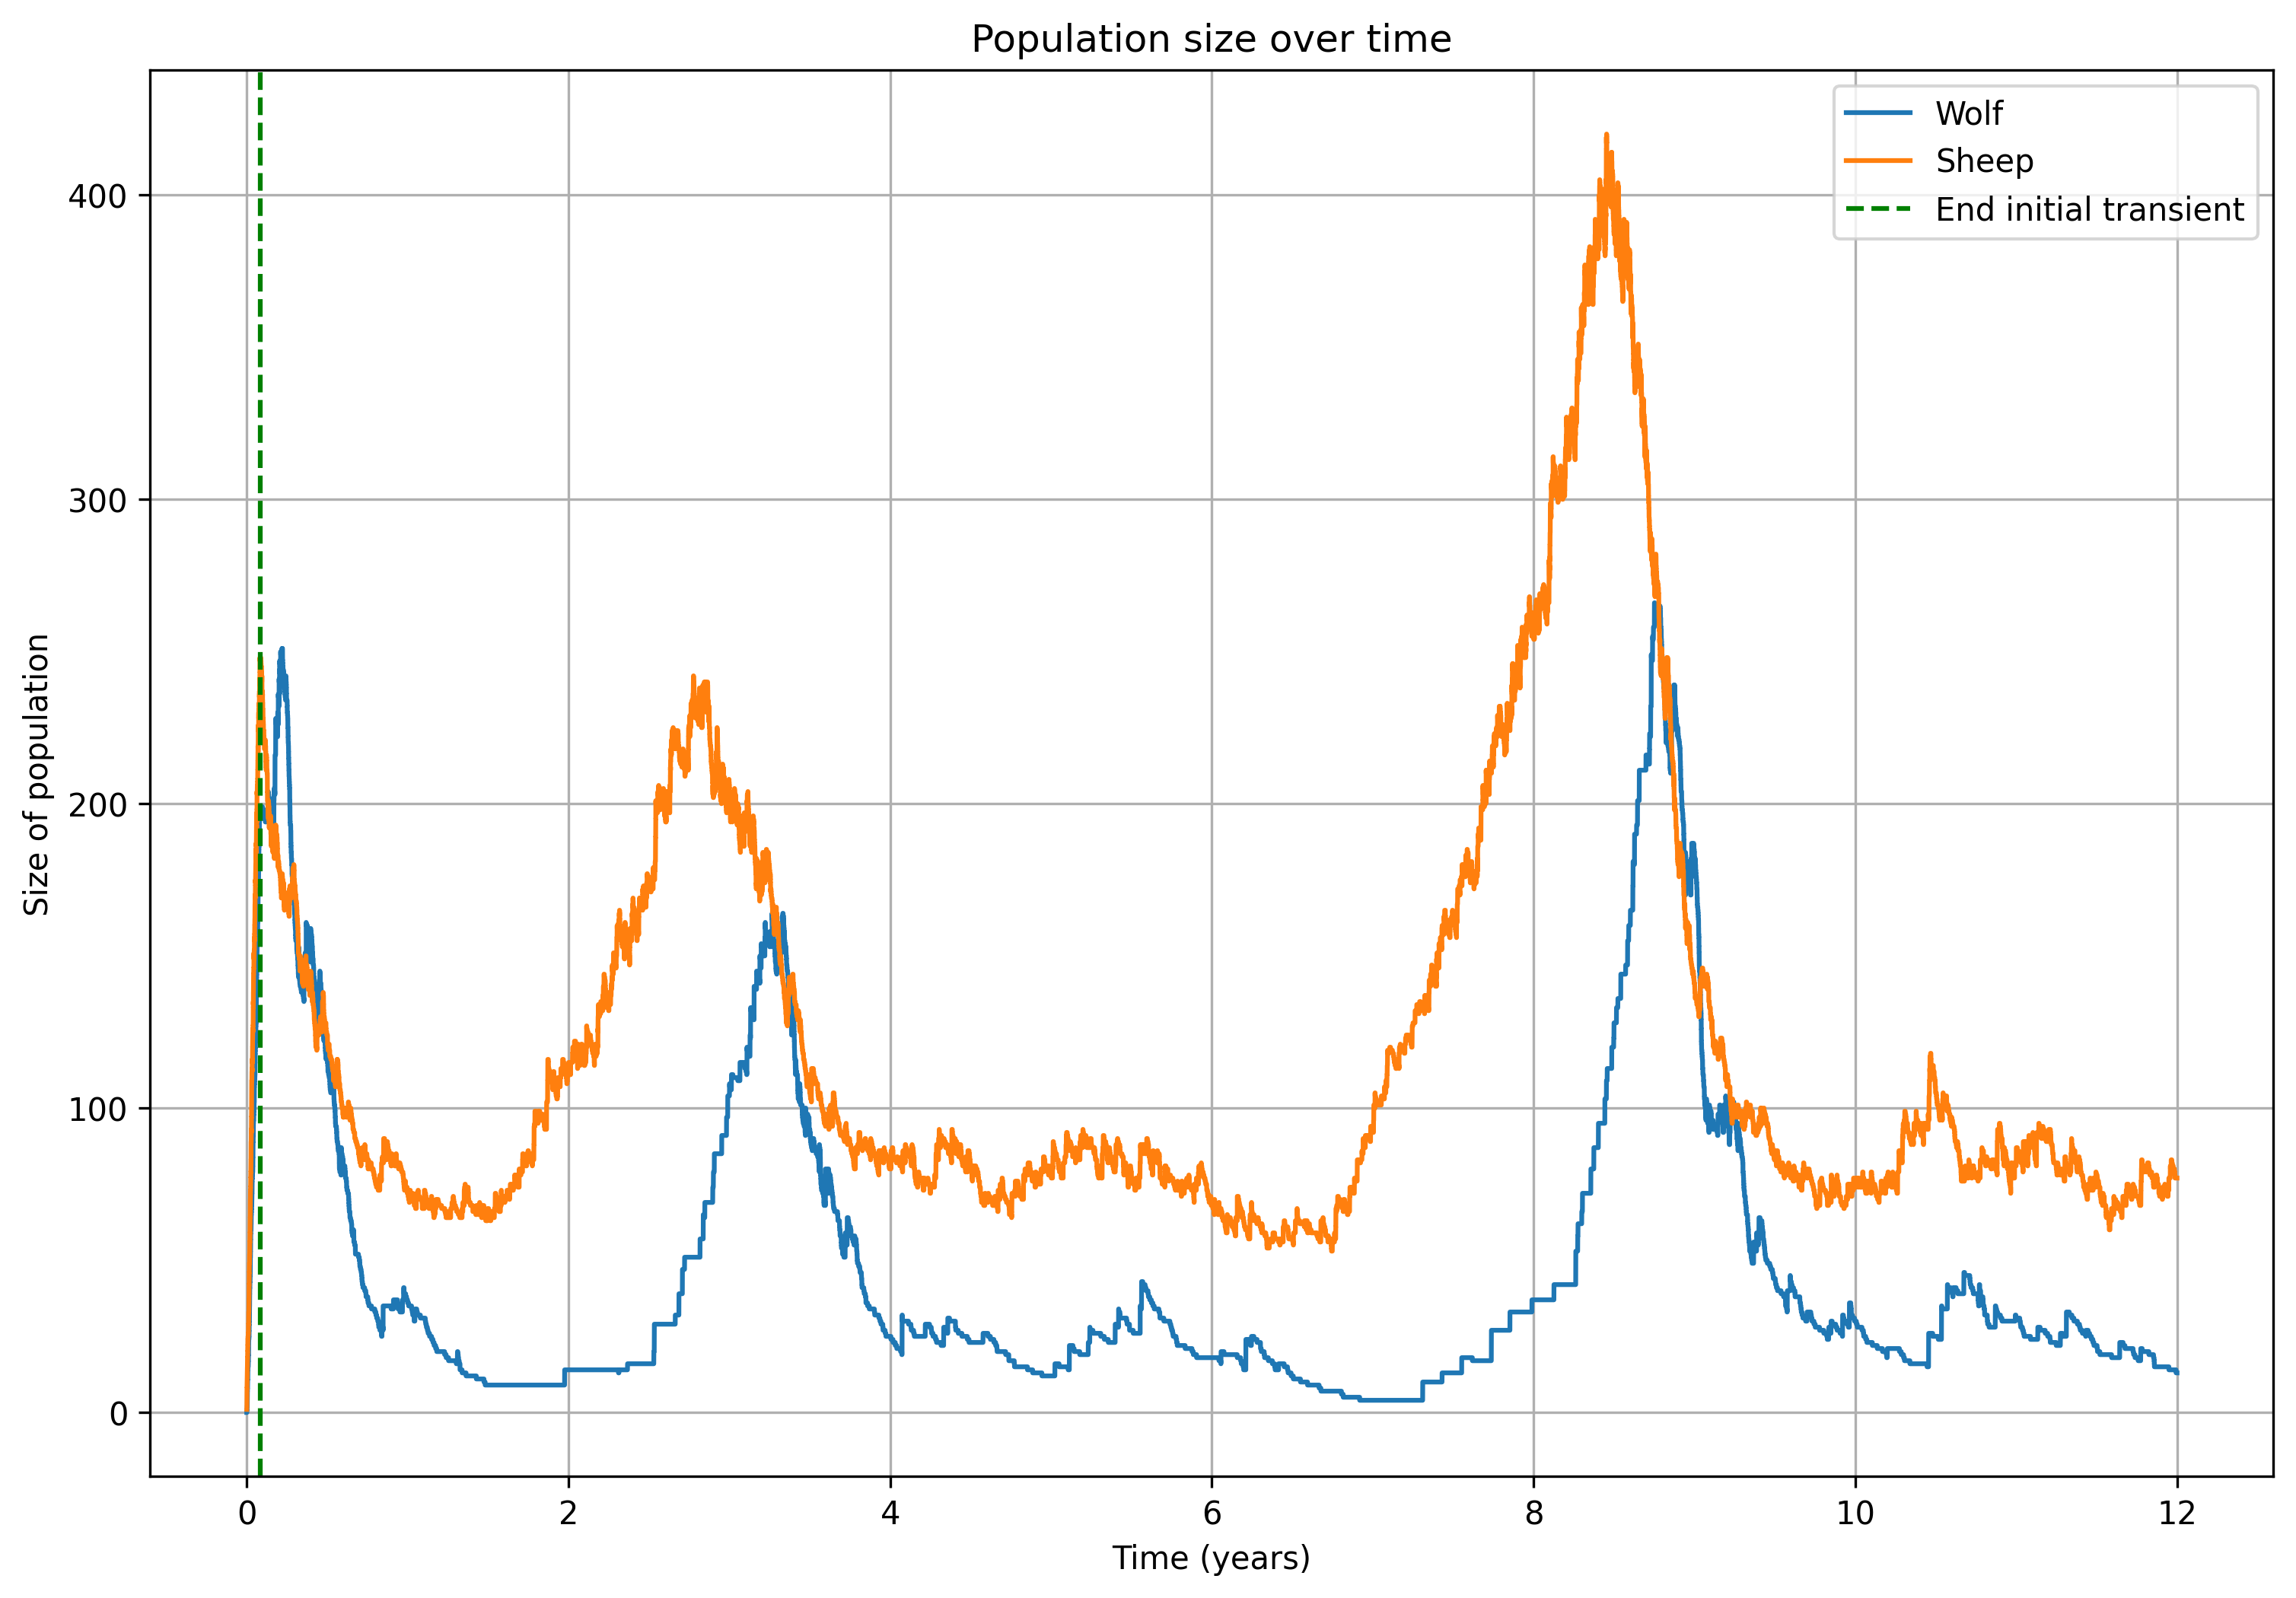 Population size over time
Wolf
Sheep
End initial transient
Size of population
400
300
200
100
0
0 2 4 6 8 10 12
Time (years)